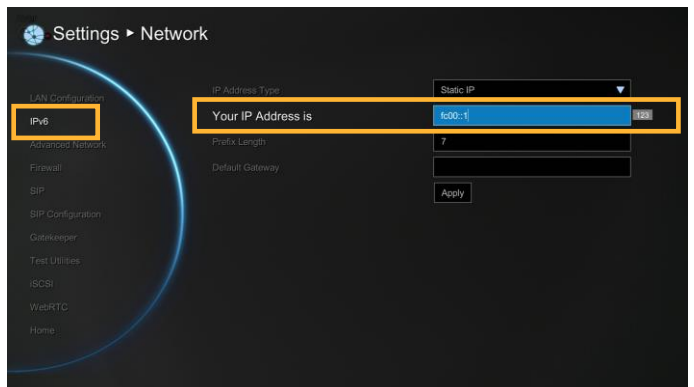 Settings ▸ Network
LAN Configuration
IPv6
Advanced Network
Firewall
SIP
SIP Configuration
Gatekeeper
Test Utilities
iSCSI
WebRTC
Home
IP Address Type
Static IP
Your IP Address is
fc00::1
123
Prefix Length
7
Default Gateway
Apply